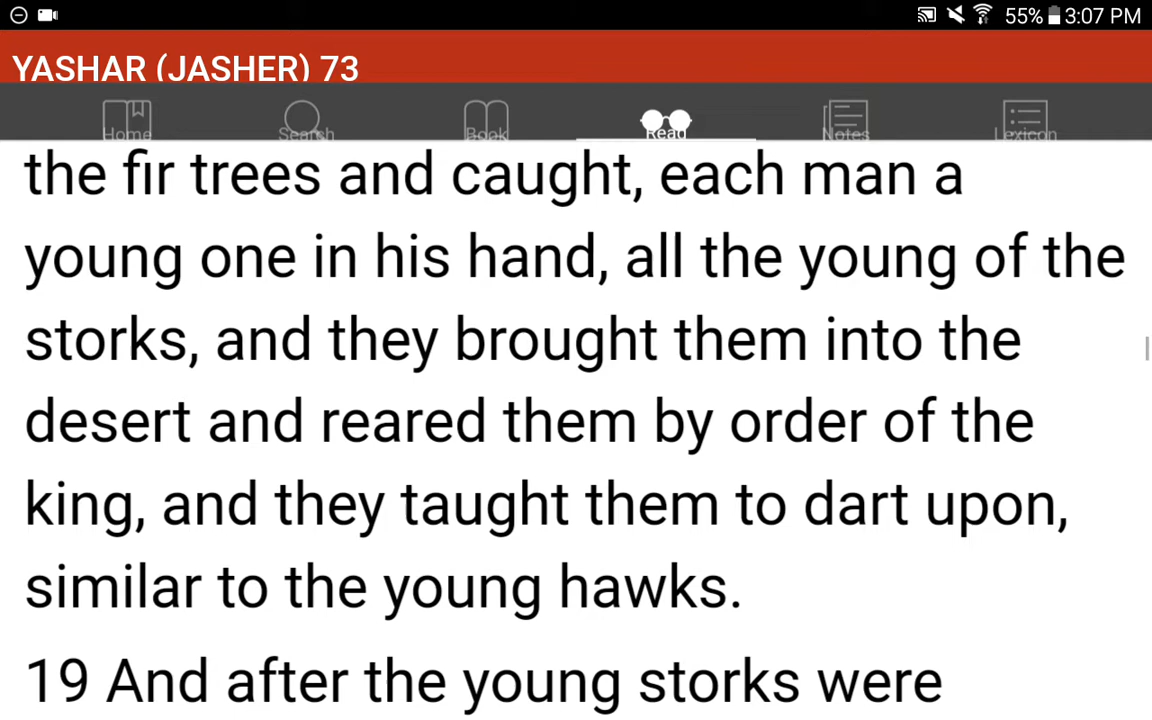 55% 3:07 PM
YASHAR (JASHER) 73
Home Search Book Read Notes Lexicon
the fir trees and caught, each man a
young one in his hand, all the young of the
storks, and they brought them into the
desert and reared them by order of the
king, and they taught them to dart upon,
similar to the young hawks.
19 And after the young storks were